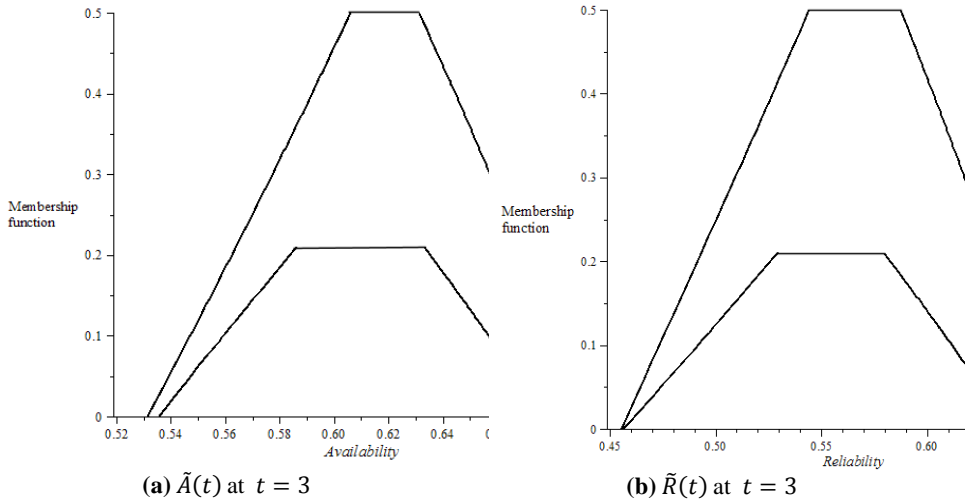 0.5
0.4
0.3
Membership
function
0.2
0.1
0
0.52
0.54
0.56
0.58
0.60
0.62
0.64
Availability
(a) Ã(t) at t = 3
0.5
0.4
0.3
Membership
function
0.2
0.1
0
0.45
0.50
0.55
0.60
Reliability
(b) R̃(t) at t = 3